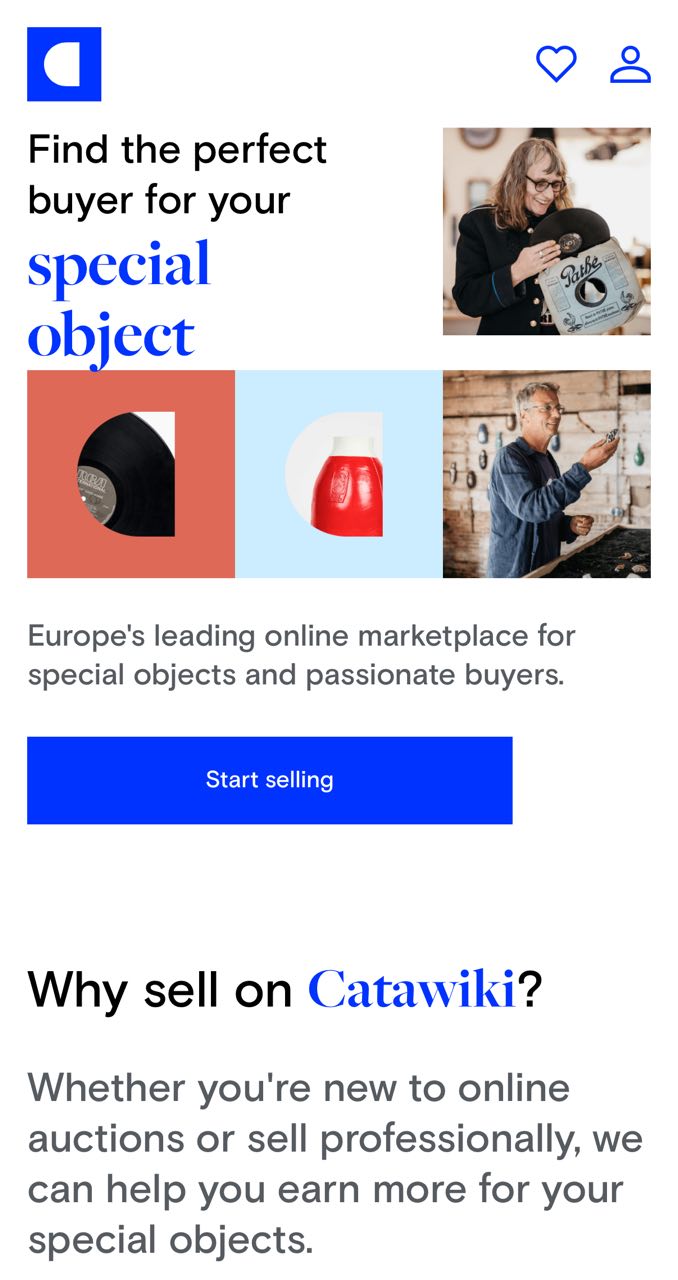 Find the perfect
buyer for your
special
object
Pathé
Europe's leading online marketplace for
special objects and passionate buyers.
Start selling
Why sell on Catawiki?
Whether you're new to online
auctions or sell professionally, we
can help you earn more for your
special objects.